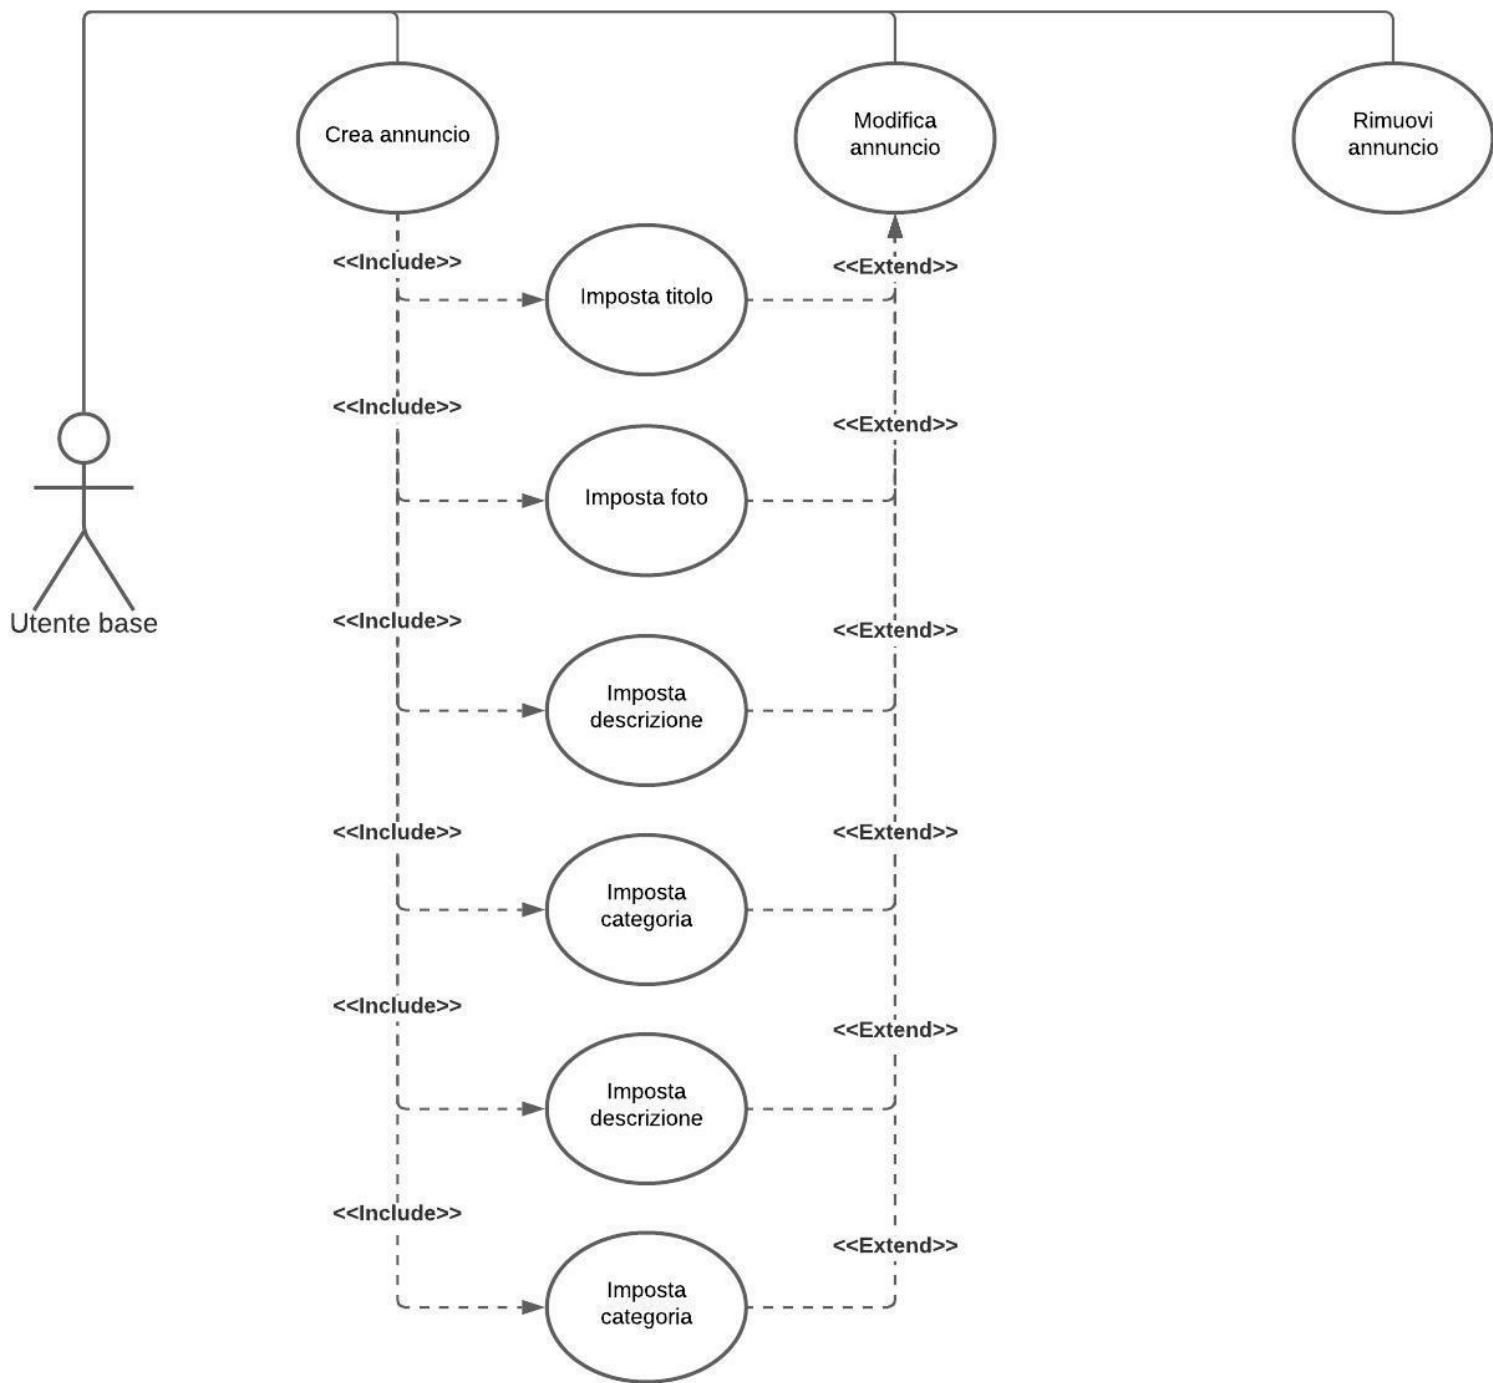 Crea annuncio
Modifica
annuncio
Rimuovi
annuncio
<<Include>>
<<Extend>>
Imposta titolo
<<Include>>
<<Extend>>
Imposta foto
Utente base
<<Include>>
<<Extend>>
Imposta
descrizione
<<Include>>
<<Extend>>
Imposta
categoria
<<Include>>
<<Extend>>
Imposta
descrizione
<<Include>>
<<Extend>>
Imposta
categoria